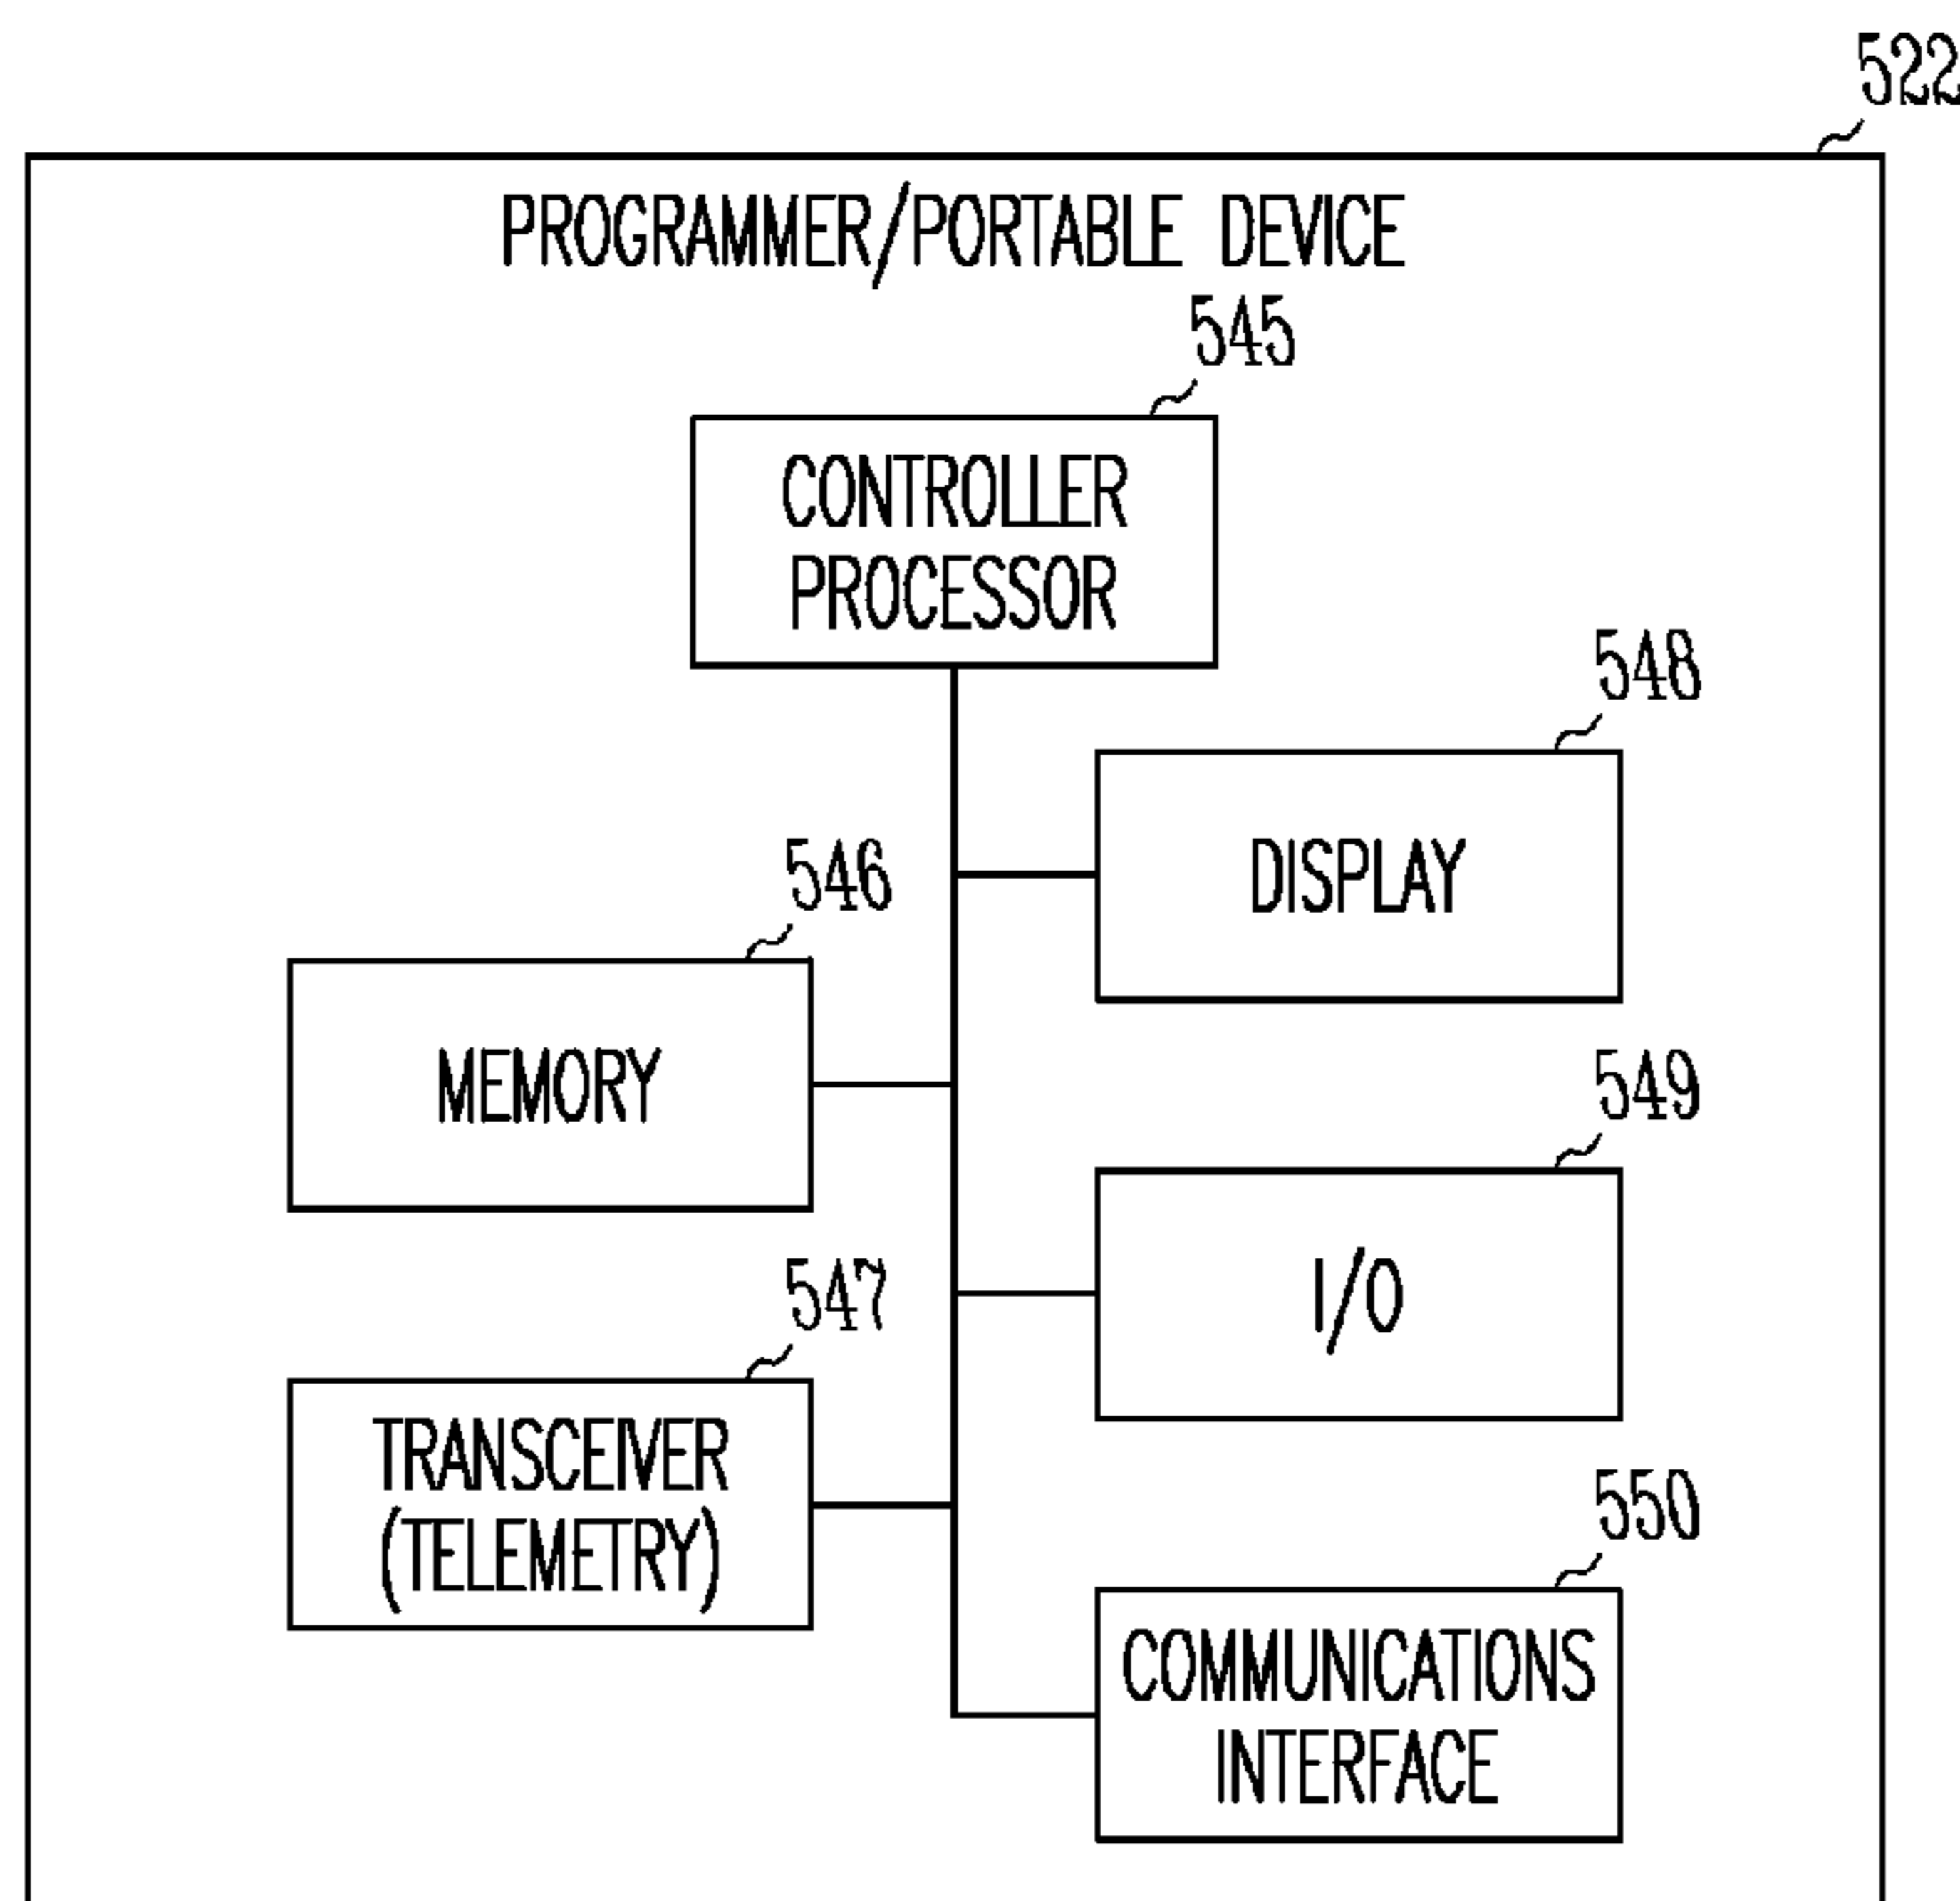 522
PROGRAMMER/PORTABLE DEVICE
545
CONTROLLER
PROCESSOR
548
DISPLAY
546
MEMORY
549
I/O
547
TRANSCEIVER
(TELEMETRY)
550
COMMUNICATIONS
INTERFACE